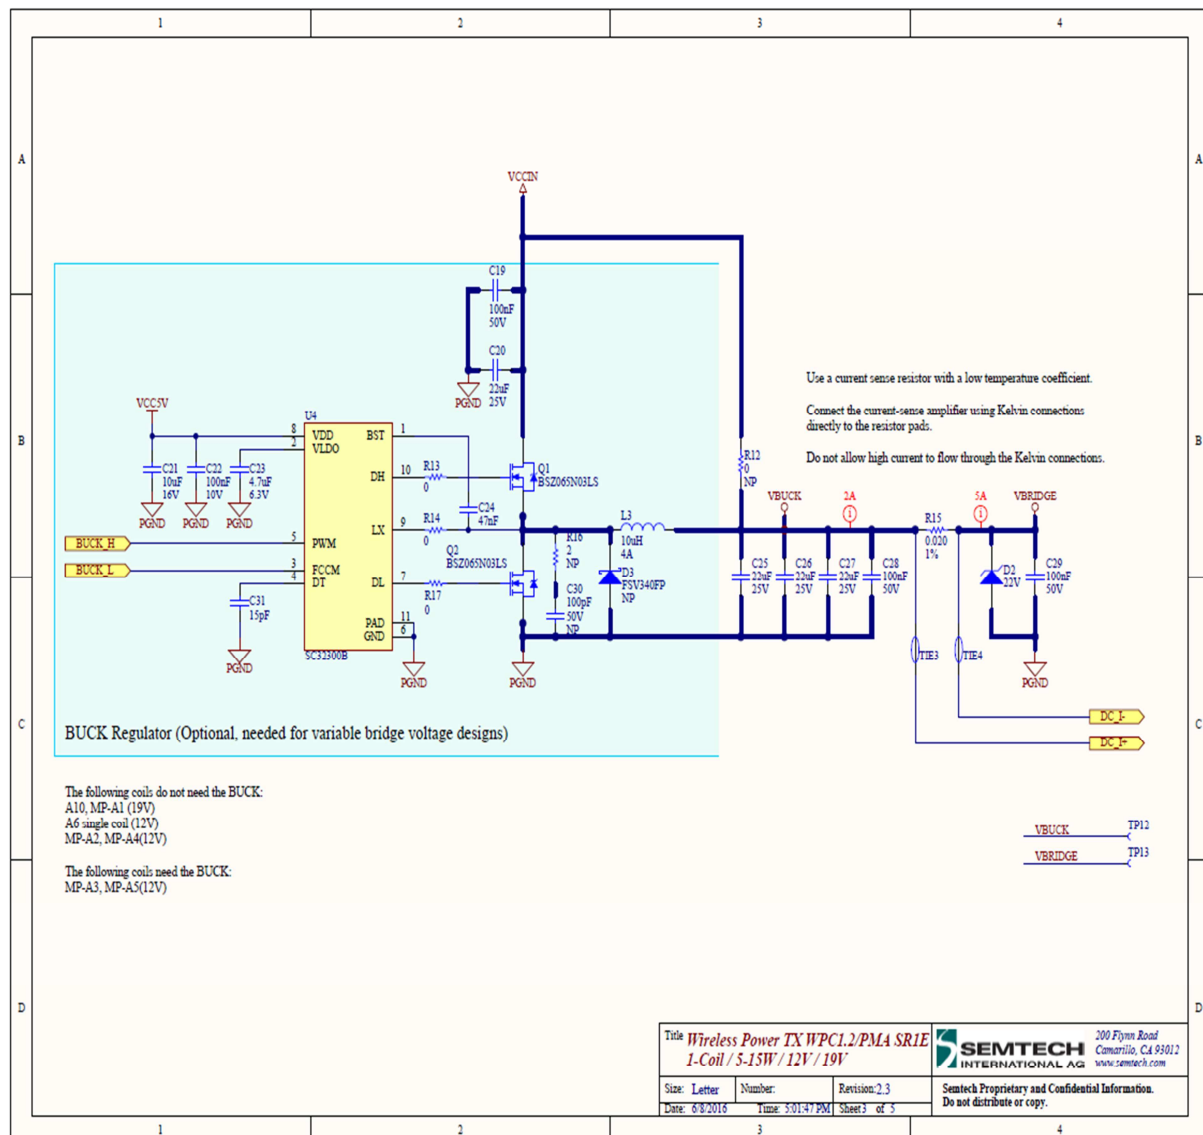 1 2 3 4
A A
VCCIN
C19
100nF
50V
C20
22uF
25V
PGND
Use a current sense resistor with a low temperature coefficient.
Connect the current-sense amplifier using Kelvin connections
directly to the resistor pads.
Do not allow high current to flow through the Kelvin connections.
B B
VCC5V
U4
8 VDD BST 1
2 VLDO
DH 10
LX 9
5 PWM
3 FCCM
4 DT DL 7
PAD 11
GND 6
SC32300B
C21
10uF
16V
C22
100nF
10V
C23
4.7uF
6.3V
PGND PGND PGND
BUCK_H
BUCK_L
C31
15pF
PGND
PGND
R13
0
R14
0
R17
0
C24
47nF
Q1
BSZ065N03LS
Q2
BSZ065N03LS
R12
0
NP
L3
10uH
4A
R16
2
NP
C30
100pF
50V
NP
D3
FSV340FP
NP
PGND
VBUCK
2A
1
5A
1
VBRIDGE
R15
0.020
1%
C25
22uF
25V
C26
22uF
25V
C27
22uF
25V
C28
100nF
50V
D2
22V
C29
100nF
50V
TIE3 TIE4
PGND
DC_I-
DC_I+
C C
BUCK Regulator (Optional, needed for variable bridge voltage designs)
The following coils do not need the BUCK:
A10, MP-A1 (19V)
A6 single coil (12V)
MP-A2, MP-A4(12V)
The following coils need the BUCK:
MP-A3, MP-A5(12V)
VBUCK TP12
VBRIDGE TP13
D D
Title Wireless Power TX WPC1.2/PMA SR1E
1-Coil / 5-15W / 12V / 19V
SEMTECH
INTERNATIONAL AG
200 Flynn Road
Camarillo, CA 93012
www.semtech.com
Size: Letter Number: Revision:2.3
Date: 6/8/2016 Time: 5:01:47 PM Sheet3 of 5
Semtech Proprietary and Confidential Information.
Do not distribute or copy.
1 2 3 4